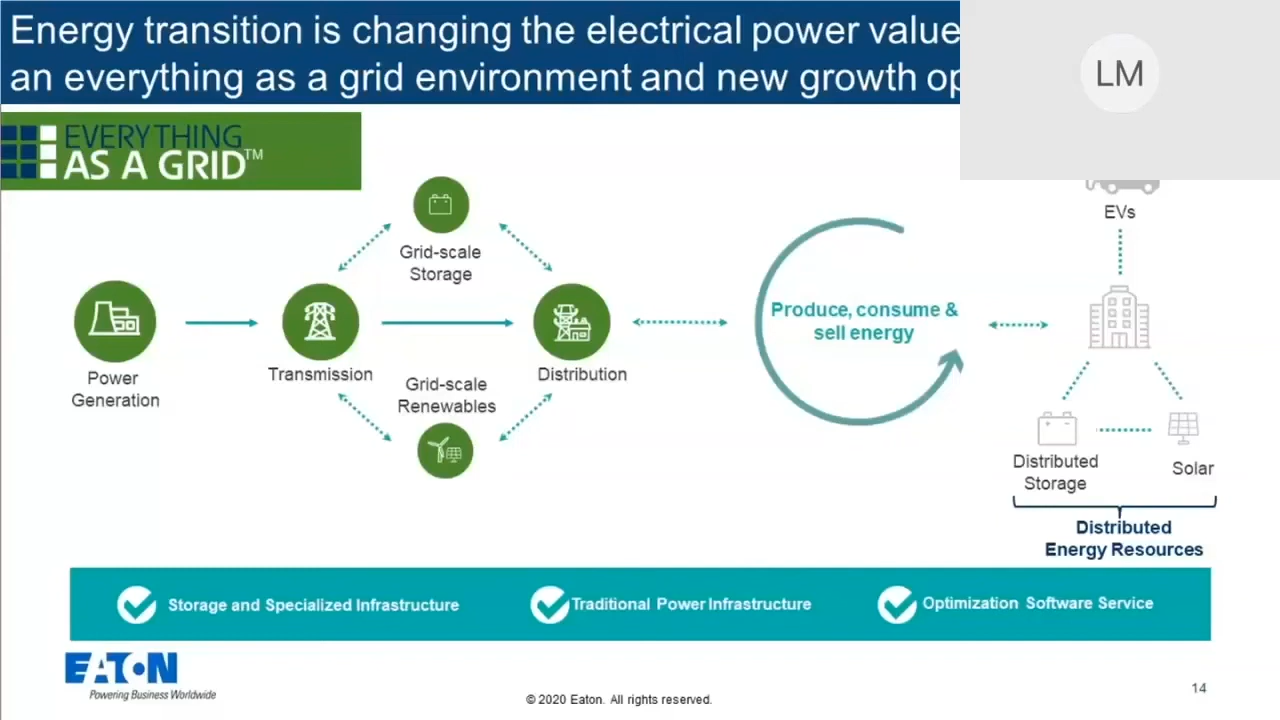 Energy transition is changing the electrical power value
an everything as a grid environment and new growth
LM
EVERYTHING
AS A GRID™
EVs
Grid-scale
Storage
Produce, consume &
sell energy
Power
Generation
Transmission
Distribution
Grid-scale
Renewables
Distributed
Storage
Solar
Distributed
Energy Resources
Storage and Specialized Infrastructure
Traditional Power Infrastructure
Optimization Software Service
EATON
Powering Business Worldwide
© 2020 Eaton. All rights reserved.
14